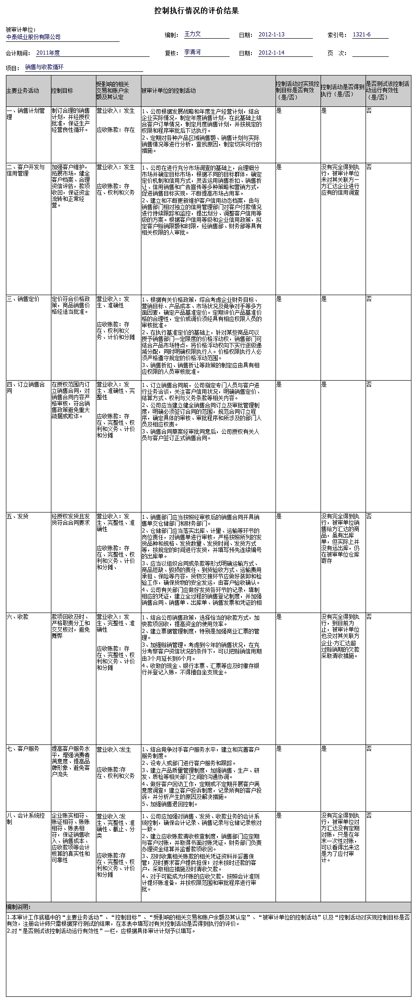 控制执行情况的评价结果
被审计单位：
中泰纸业股份有限公司
编制： 王力文 日期： 2012-1-13 索引号： 1321-6
会计期间： 2011年度 复核： 李清河 日期： 2012-1-14 页 次：
项目： 销售与收款循环
主要业务活动
控制目标
受影响的相关
交易和账户余
额及其认定
被审计单位的控制活动
控制活动对实现控
制目标是否有效
（是/否）
控制活动是否得到
执行（是/否）
是否测试该控制活
动运行有效性
（是/否）
一、销售计划管
理
制订合理的销售
计划，并经授权
批准，保证生产
经营良性循环。
营业收入：发生
应收账款：存在
1、公司根据发展战略和年度生产经营计划，结合
企业实际情况，制定年度销售计划，在此基础上结
合客户订单情况，制定月度销售计划，并按规定的
权限和程序审批后下达执行。
2、定期对各种产品区域销售额、销售计划与实际
销售情况等进行分析，查找原因，制定切实可行的
措施。
是
是
否
二、客户开发与
信用管理
加强客户维护，
拓展市场，健全
客户档案、合理
资信评估，款项
收回，保证资金
流转和正常经
营。
营业收入：发生
应收账款：存
在、权利和义务
1、公司在进行充分市场调查的基础上，合理细分
市场并确定目标市场，根据不同的目标群体，确定
定价机制和信用方式，灵活运用销售折扣、销售折
让、信用销售和广告宣传等多种策略和营销方式，
促进销售目标实现，不断提高市场占用率。
2、建立和不断更新维护客户信用动态档案，由与
销售部门相对独立的信用管理部门对客户付款情况
进行持续跟踪和监控，提出划分、调整客户信用等
级的方案。根据客户信用等级和企业信用政策，拟
定客户赊销限额和时限，经销售部、财务部等具有
相关权限的人审批。
是
没有完全得到执
行，被审计单位
未对其关联方—
方汇达企业进行
应有的信用调查
否
三、销售定价
定价符合价格政
策，商品销售价
格经适当批准。
营业收入：发
生、准确性
应收账款：存
在、权利和义
务、计价和分摊
1、根据有关价格政策，综合考虑企业财务目标、
营销目标、产品成本、市场状况及竞争对手等多方
面因素，确定产品基准定价。定期评价产品基准价
格的合理性，定价或调价须经具有相应权限人员的
审核批准。
2、在执行基准定价的基础上，针对某些商品可以
授予销售部门一定限度的价格浮动权，销售部门可
结合产品市场特点，将价格浮动权向下实行逐级递
减分配，同时明确权限执行人。价格权限执行人必
须严格遵守规定的价格浮动范围。
3、销售折扣、销售折让等政策的制定应由具有相
应权限的人员审核批准。
是
是
否
四、订立销售合
同
在授权范围内订
立销售合同，对
销售合同内容严
格审核，符合销
售政策避免重大
疏漏或欺诈。
营业收入：发
生、准确性、完
整性
应收账款：存
在、完整性、权
利和义务、计价
和分摊
1、订立销售合同前，公司指定专门人员与客户进
行业务洽谈，关注客户信用状况，明确销售定价、
结算方式、权利与义务条款等相关内容。
2、公司应当建立健全销售合同订立及审批管理制
度，明确必须签订合同的范围，规范合同订立程
序，确定具体的审核、审批程序和所涉及的部门人
员及相应权责。
3、销售合同草案经审批同意后，公司授权有关人
员与客户签订正式销售合同。
是
是
否
五、发货
经授权发货且发
货符合合同要求
营业收入：发
生、完整性、准
确性
应收账款：存
在、完整性、权
利和义务、计价
和分摊、
1、销售部门应当按照经审核后的销售合同开具销
售单交仓储部门和财务部门。
2、仓储部门应当落实出库、计量、运输等环节的
岗位责任，对销售单进行审核，严格按照所列的发
货品种和规格、发货数量、发货时间、发货方式
等，按规定的时间进行发货，并填写预先连续编号
的出库单。
3、应当以组织合同或条款等形式明确运输方式、
商品短缺、毁损的责任、到货验收方式、运输费用
承担、保险等内容，货物交接环节应做好装卸和检
验工作，确保货物的安全发运，由客户验收确认。
4、公司有关部门应做好发货各环节的记录，填制
相应的凭证，建立全过程的销售登记制度，并加强
销售合同、销售单、出库单、销售发票和凭证的相
是
没有完全得到执
行，被审单位销
售给方汇达的商
品，虽有出库
单，但实际上并
没有运出库，仍
在被审单位仓库
寄存
否
六、收款
款项回收及时、
严格职责分工和
交叉核对，避免
舞弊
营业收入：发
生、完整性、准
确性
应收账款：存
在、完整性、权
利和义务、计价
和分摊
1、结合公司销售政策，选择恰当的收款方式，加
快款项回收，提高资金的使用效率。
2、建立票据管理制度，特别是加强商业汇票的管
理。
3、加强赊销管理。考虑到今年的销售状况，在充
分考察客户资信状况的条件下，可以把赊销信用期
由3个月延长到6个月。
4、收取的现金、银行本票、汇票等应及时缴存银
行并登记入账，不得擅自坐支现金。
是
没有完全得到执
行，到目前为
止，被审计单位
也没对其关联方
企业-方汇达超
过赊销期的欠款
采取清收措施。
否
七、客户服务
提高客户服务水
平，增强消费者
满意度、提高品
牌形象、避免客
户流失
营业收入:发生
应收账款:存
在、权利和义务
1、结合竞争对手客户服务水平，建立和完善客户
服务制度。
2、设专人或部门进行客户服务和跟踪。
3、建立产品质量管理制度，加强销售、生产、研
发、质检等相关部门之间的沟通协调。
4、做好客户回访工作，定期或不定期开展客户满
意度调查；建立客户投诉制度，记录所有的客户投
诉，并分析产生的原因及解决措施。
5、加强销售退回控制。
是
是
否
八、会计系统控
制
企业账实相符、
账证相符、账账
相符、账表相
符，保证销售收
入、销售成本、
应收款项等会计
核算的真实性和
可靠性
营业收入:发
生、完整性、准
确性、截止、分
类
应收账款:存
在、完整性、权
利和义务、计价
和分摊
1、公司应加强对销售、发货、收款业务的会计系
统控制，确保会计记录、销售记录与仓储记录核对
一致。
2、建立应收账款清收核查制度，销售部门应定期
与客户对账，并取得书面对账凭证，财务部门负责
办理资金结算并监督款项收回。
3、及时收集相关账款的相关凭证资料并妥善保
管；及时要求客户提供担保；对未按时还款的客
户，采取相应措施及时清收欠款。
4、对于可能成为坏账的应收欠款，按照会计准则
计提坏账准备，并按权限范围和审批程序进行审
批。
是
没有完全得到执
行，被审单位对
方汇达没有定期
对账，只是在年
末一次性对账，
可以看得出来这
是为了应付审
计。
否
编制说明：
1.本审计工作底稿中的“主要业务活动”、“控制目标”、“受影响的相关交易和账户余额及其认定”、“被审计单位的控制活动”以及“控制活动对实现控制目标是否
有效，注册会计师只需根据穿行测试的结果，在本表中填写对有关控制活动是否得到执行的评价。
2.对“是否测试该控制活动运行有效性”一栏，应根据具体审计计划予以填写。